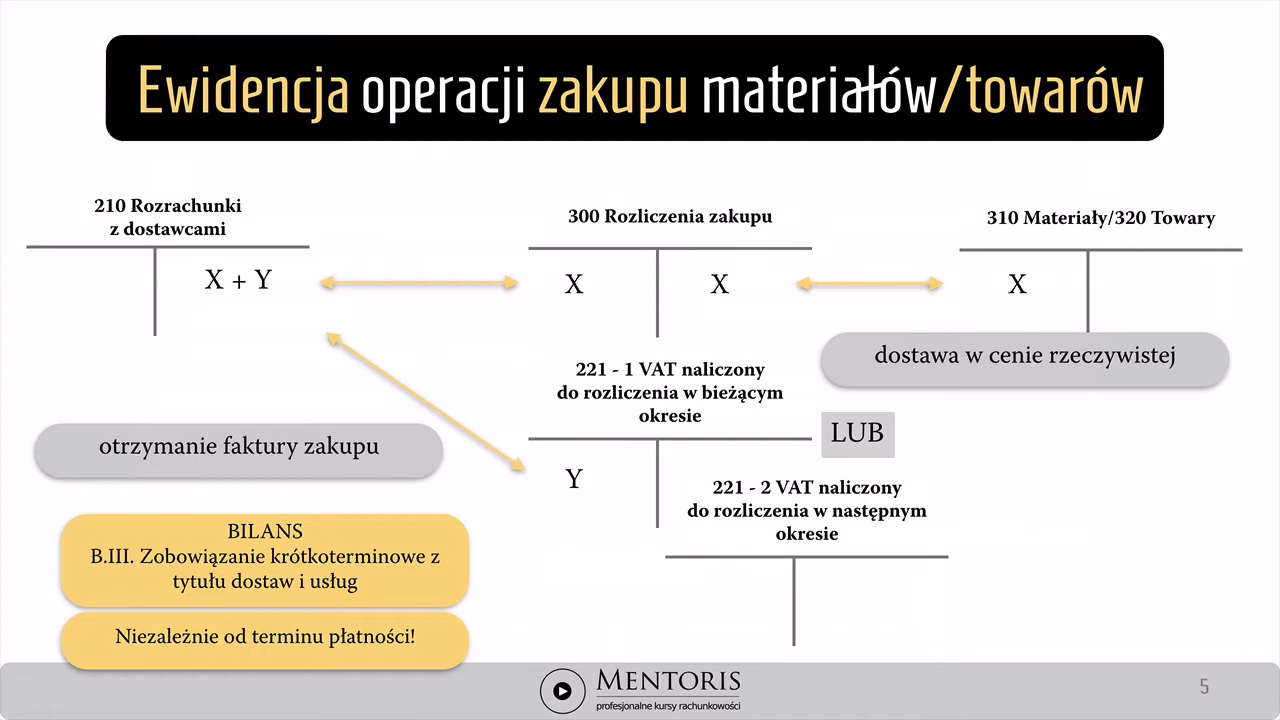 Ewidencja operacji zakupu materiałów/towarów
210 Rozrachunki
z dostawcami
X + Y
300 Rozliczenia zakupu
X
X
310 Materiały/320 Towary
X
dostawa w cenie rzeczywistej
221 - 1 VAT naliczony
do rozliczenia w bieżącym
okresie
Y
LUB
221 - 2 VAT naliczony
do rozliczenia w następnym
okresie
otrzymanie faktury zakupu
BILANS
B.III. Zobowiązanie krótkoterminowe z
tytułu dostaw i usług
Niezależnie od terminu płatności!
MENTORIS
profesjonalne kursy rachunkowości
5